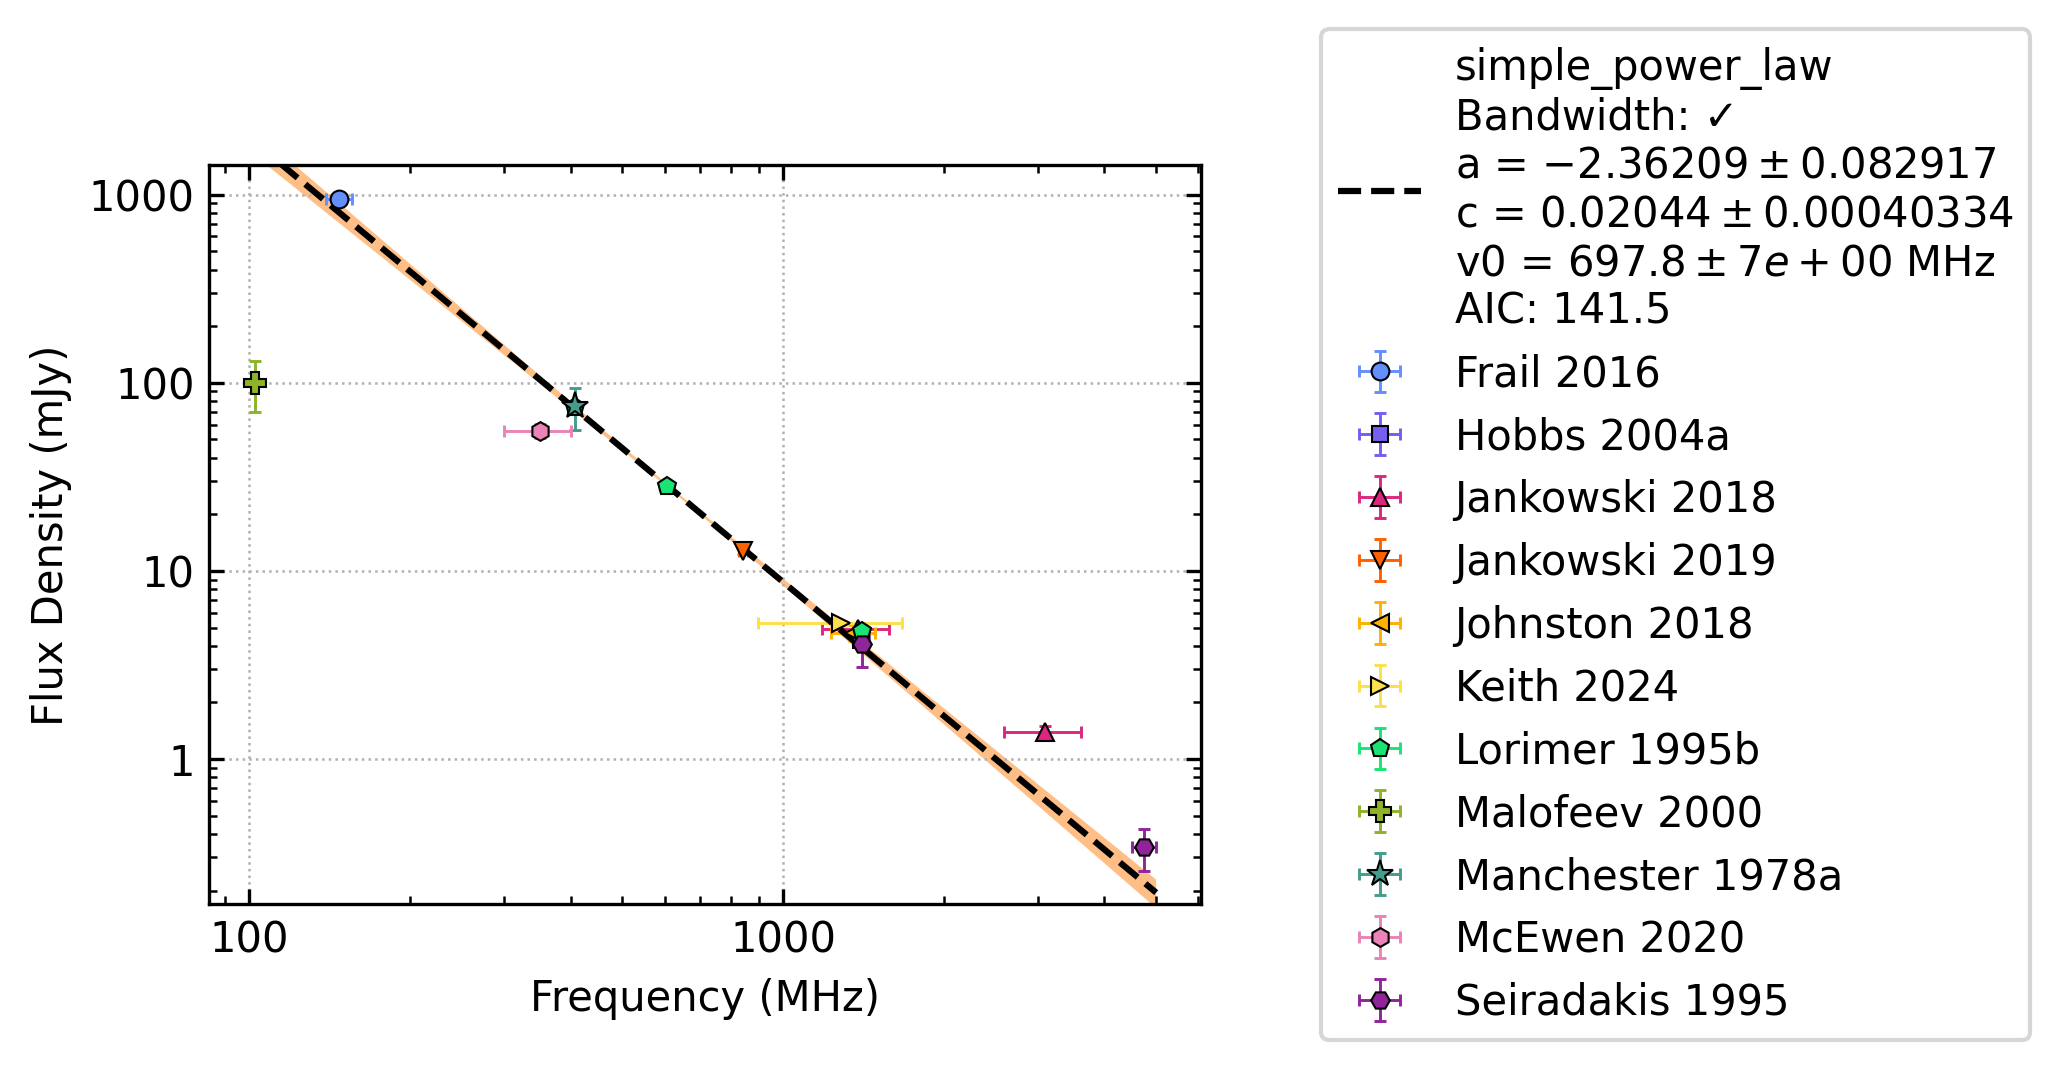 1000
100
10
1
Flux Density (mJy)
100
1000
Frequency (MHz)
simple_power_law
Bandwidth: ✓
a = −2.36209 ± 0.082917
c = 0.02044 ± 0.00040334
v0 = 697.8 ± 7e + 00 MHz
AIC: 141.5
Frail 2016
Hobbs 2004a
Jankowski 2018
Jankowski 2019
Johnston 2018
Keith 2024
Lorimer 1995b
Malofeev 2000
Manchester 1978a
McEwen 2020
Seiradakis 1995